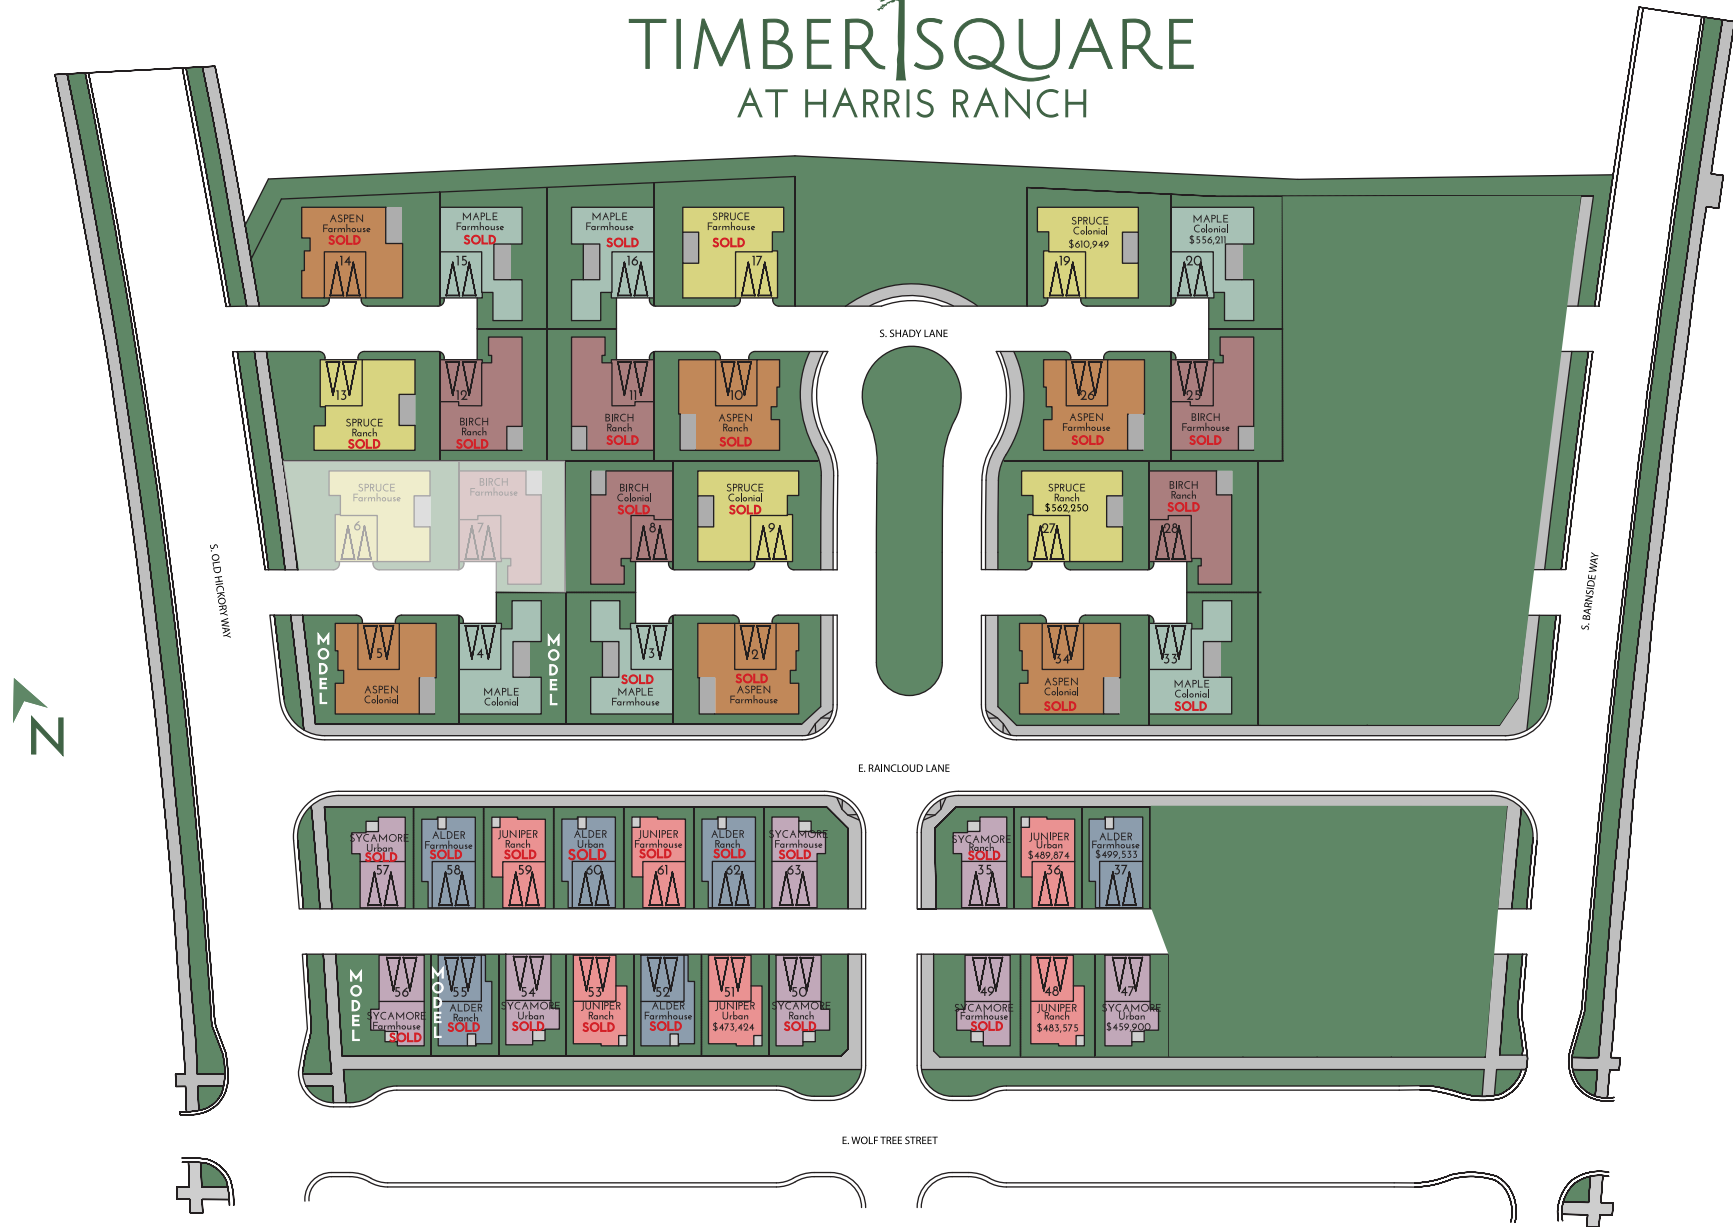 TIMBER SQUARE
AT HARRIS RANCH
ASPEN
Farmhouse
SOLD
14
MAPLE
Farmhouse
SOLD
15
MAPLE
Farmhouse
SOLD
16
SPRUCE
Farmhouse
SOLD
17
SPRUCE
Colonial
$610,949
19
MAPLE
Colonial
$556,211
20
S. SHADY LANE
13
SPRUCE
Ranch
SOLD
12
BIRCH
Ranch
SOLD
11
BIRCH
Ranch
SOLD
10
ASPEN
Ranch
SOLD
26
ASPEN
Farmhouse
SOLD
25
BIRCH
Farmhouse
SOLD
SPRUCE
Farmhouse
6
BIRCH
Farmhouse
7
BIRCH
Colonial
SOLD
8
SPRUCE
Colonial
SOLD
9
SPRUCE
Ranch
$562,250
27
BIRCH
Ranch
SOLD
28
S. OLD HICKORY WAY
S. BARNSIDE WAY
MODEL
5
ASPEN
Colonial
4
MAPLE
Colonial
MODEL
3
SOLD
MAPLE
Farmhouse
2
SOLD
ASPEN
Farmhouse
34
ASPEN
Colonial
SOLD
33
MAPLE
Colonial
SOLD
N
E. RAINCLOUD LANE
SYCAMORE
Urban
SOLD
57
ALDER
Farmhouse
SOLD
58
JUNIPER
Ranch
SOLD
59
ALDER
Urban
SOLD
60
JUNIPER
Farmhouse
SOLD
61
ALDER
Ranch
SOLD
62
SYCAMORE
Farmhouse
SOLD
63
SYCAMORE
Ranch
SOLD
35
JUNIPER
Urban
$489,874
36
ALDER
Farmhouse
$499,533
37
MODEL
56
SYCAMORE
Farmhouse
SOLD
MODEL
55
ALDER
Ranch
SOLD
54
SYCAMORE
Urban
SOLD
53
JUNIPER
Ranch
SOLD
52
ALDER
Farmhouse
SOLD
51
JUNIPER
Urban
$473,424
50
SYCAMORE
Ranch
SOLD
49
SYCAMORE
Farmhouse
SOLD
48
JUNIPER
Ranch
$483,575
47
SYCAMORE
Urban
$459,900
E. WOLF TREE STREET